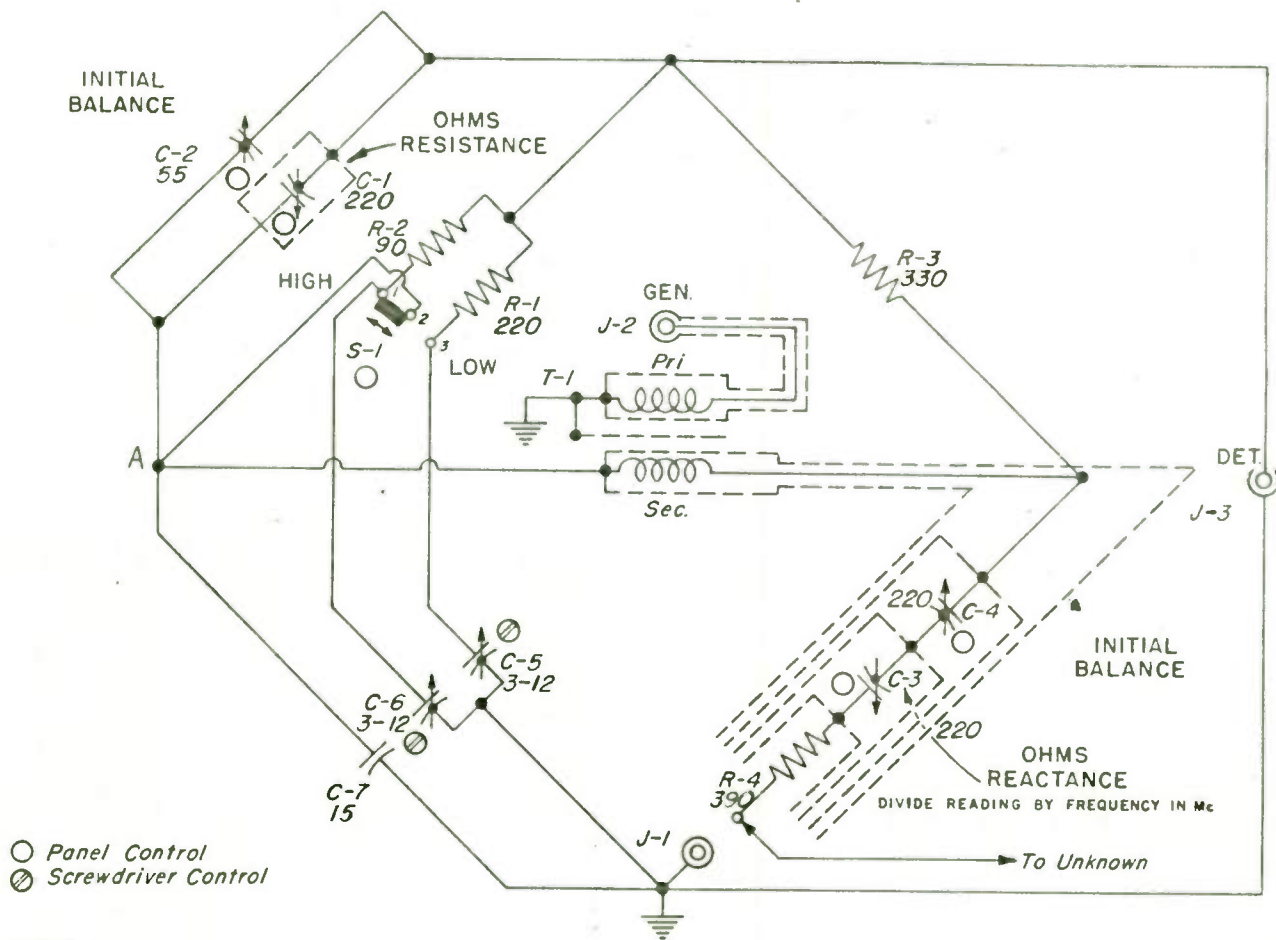 INITIAL
BALANCE
C-2
55
OHMS
RESISTANCE
C-1
220
R-2
90
HIGH
2
R-1
220
3
LOW
S-1
R-3
330
GEN.
J-2
Pri
T-1
A
Sec.
DET.
J-3
220
C-4
INITIAL
BALANCE
C-3
220
OHMS
REACTANCE
DIVIDE READING BY FREQUENCY IN Mc
R-4
390
C-5
3-12
C-6
3-12
C-7
15
J-1
To Unknown
Panel Control
Screwdriver Control